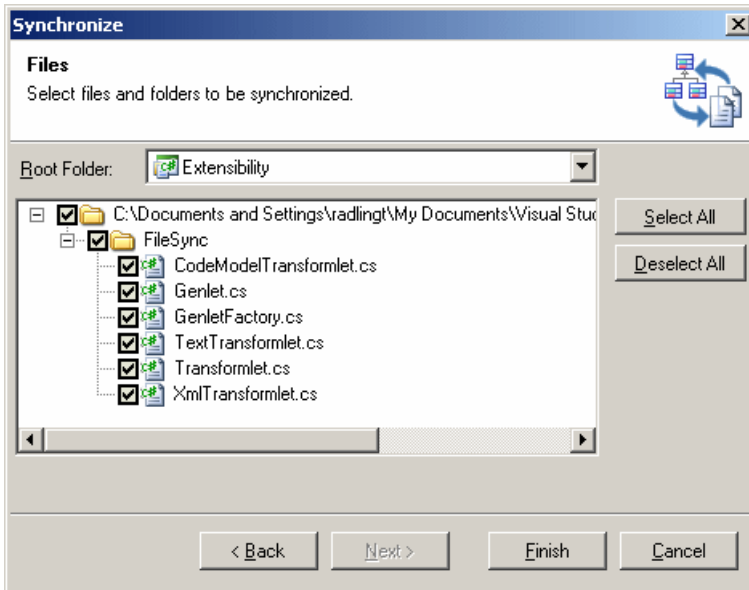 Synchronize
Files
Select files and folders to be synchronized.
Root Folder: Extensibility
C:\Documents and Settings\radlingt\My Documents\Visual Stud
Select All
FileSync
Deselect All
CodeModelTransformlet.cs
Genlet.cs
GenletFactory.cs
TextTransformlet.cs
Transformlet.cs
XmlTransformlet.cs
< Back Next > Finish Cancel